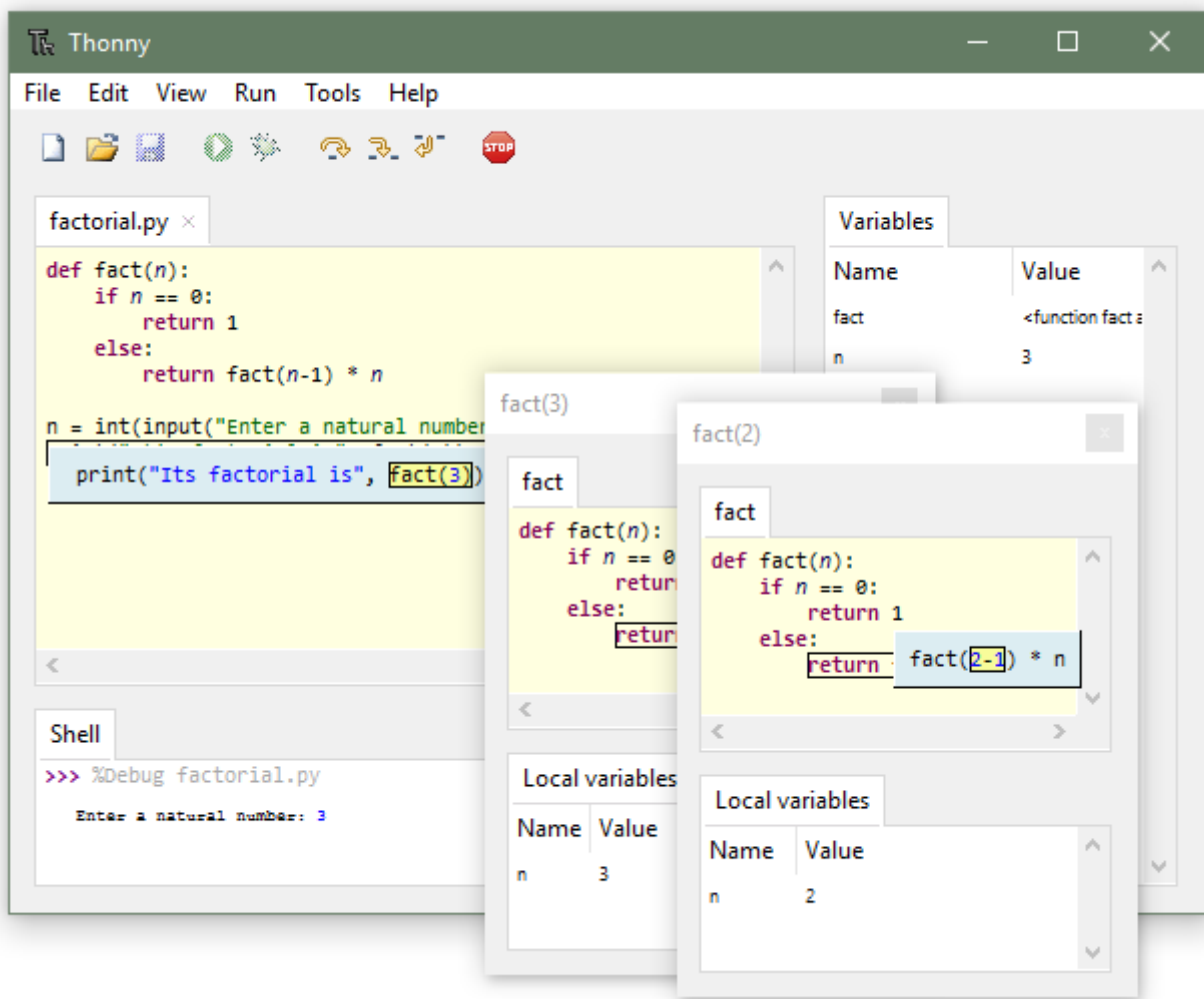 Thonny
File Edit View Run Tools Help
STOP
factorial.py
def fact(n):
    if n == 0:
        return 1
    else:
        return fact(n-1) * n
n = int(input("Enter a natural number
print("Its factorial is", fact(3))
Shell
>>> %Debug factorial.py
Enter a natural number: 3
Variables
Name Value
fact <function fact a
n 3
fact(3)
fact
def fact(n):
    if n == 0
        retur
    else:
        retur
Local variables
Name Value
n 3
fact(2)
fact
def fact(n):
    if n == 0:
        return 1
    else:
        return fact(2-1) * n
Local variables
Name Value
n 2